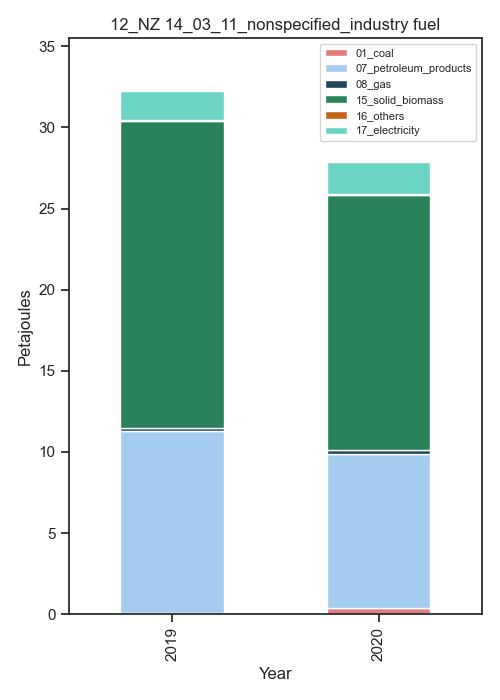 12_NZ 14_03_11_nonspecified_industry fuel
01_coal
07_petroleum_products
08_gas
15_solid_biomass
16_others
17_electricity
35
30
25
20
15
10
5
0
Petajoules
2019
2020
Year